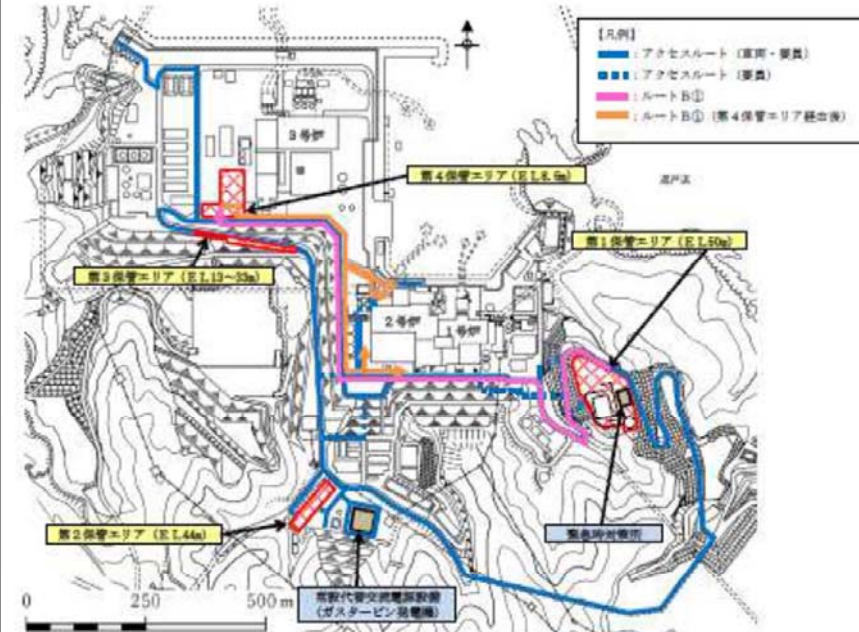 【凡例】
：アクセスルート（車両・要員）
：アクセスルート（要員）
：ルートB①
：ルートB①（第4保管エリア経由後）
3号炉
第4保管エリア（EL8.5m）
第1保管エリア（EL50m）
第3保管エリア（EL13～33m）
2号炉
1号炉
第2保管エリア（EL44m）
緊急時対策所
常設代替交流電源設備
（ガスタービン発電機）
0 250 500m